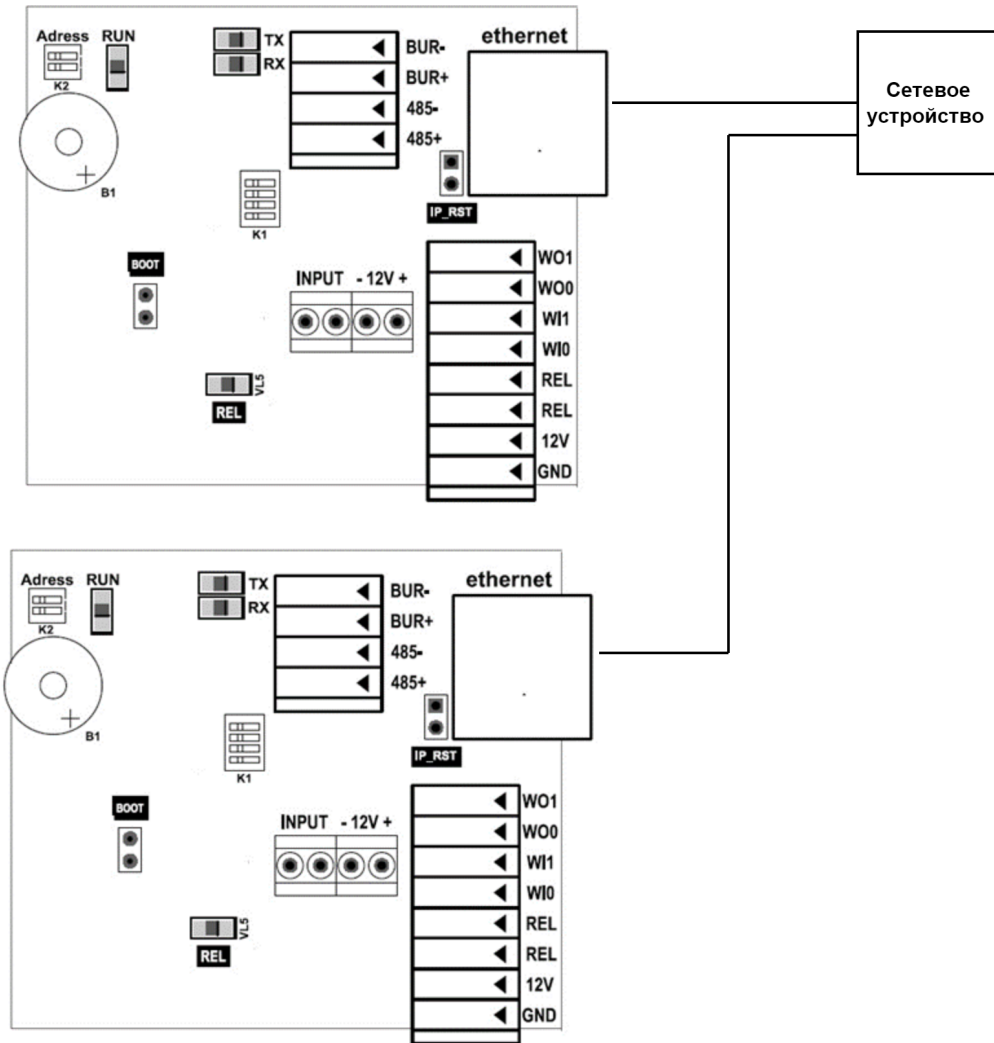 Adress RUN
K2
B1
TX
RX
BUR-
BUR+
485-
485+
ethernet
IP_RST
K1
BOOT
INPUT - 12V +
VL5
REL
WO1
WO0
WI1
WI0
REL
REL
12V
GND
Сетевое
устройство
Adress RUN
K2
B1
TX
RX
BUR-
BUR+
485-
485+
ethernet
IP_RST
K1
BOOT
INPUT - 12V +
VL5
REL
WO1
WO0
WI1
WI0
REL
REL
12V
GND